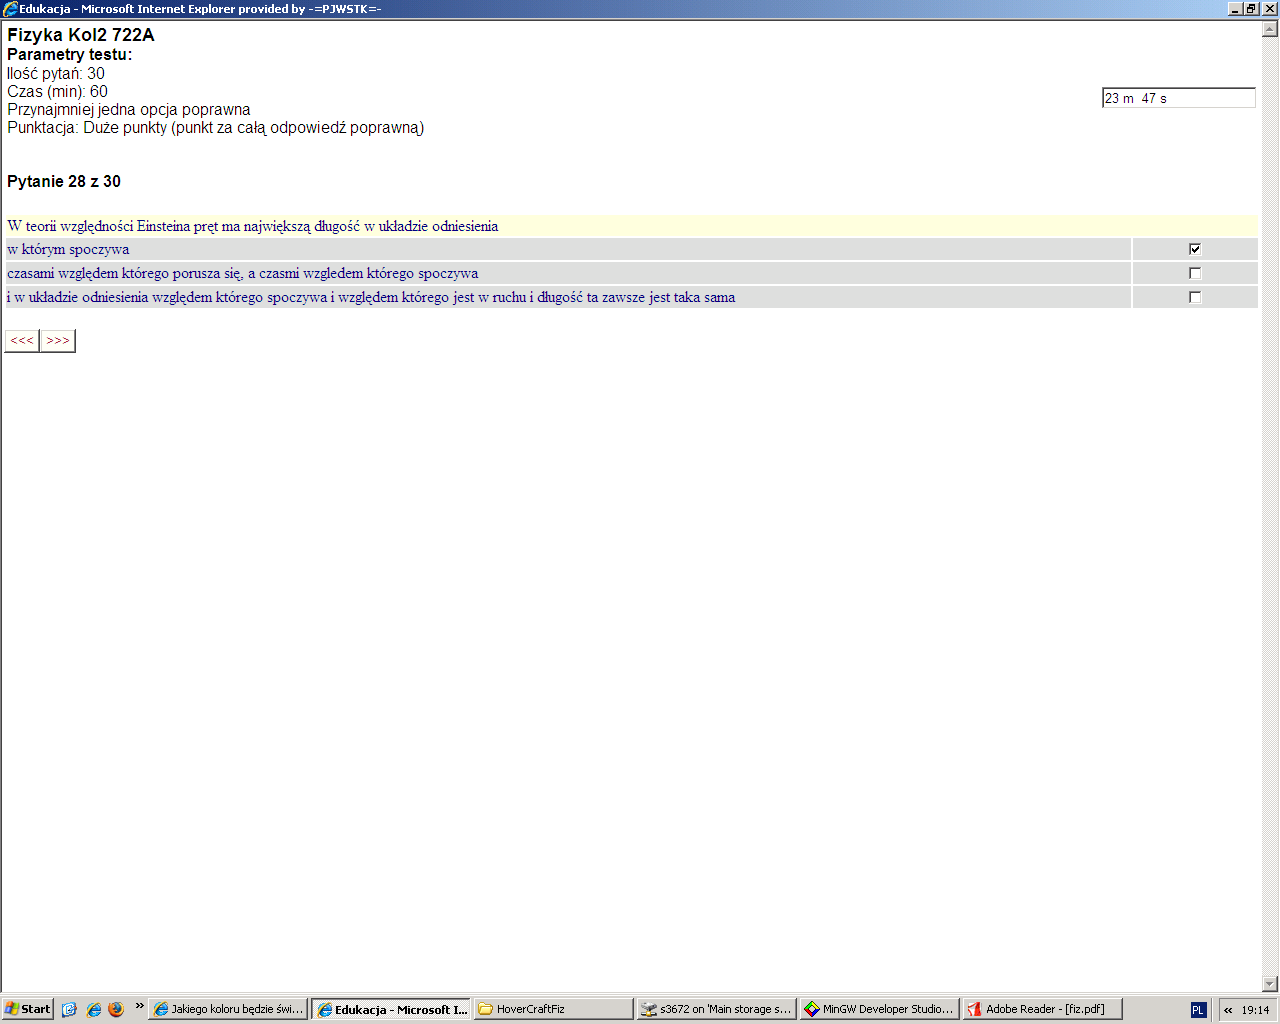 Edukacja - Microsoft Internet Explorer provided by -=PJWSTK=-
Fizyka Kol2 722A
Parametry testu:
Ilość pytań: 30
Czas (min): 60
23 m 47 s
Przynajmniej jedna opcja poprawna
Punktacja: Duże punkty (punkt za całą odpowiedź poprawną)
Pytanie 28 z 30
W teorii względności Einsteina pręt ma największą długość w układzie odniesienia
w którym spoczywa
czasami względem którego porusza się, a czasmi wzgledem którego spoczywa
i w układzie odniesienia względem którego spoczywa i względem którego jest w ruchu i długość ta zawsze jest taka sama
<<< >>>
Start » Jakiego koloru będzie świ... Edukacja - Microsoft I... HoverCraftFiz s3672 on 'Main storage s... MinGW Developer Studio... Adobe Reader - [fiz.pdf] PL « 19:14